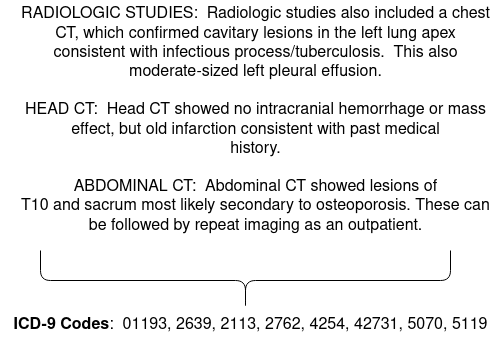 RADIOLOGIC STUDIES:  Radiologic studies also included a chest
CT, which confirmed cavitary lesions in the left lung apex
consistent with infectious process/tuberculosis.  This also
moderate-sized left pleural effusion.
HEAD CT:  Head CT showed no intracranial hemorrhage or mass
effect, but old infarction consistent with past medical
history.
ABDOMINAL CT:  Abdominal CT showed lesions of
T10 and sacrum most likely secondary to osteoporosis. These can
be followed by repeat imaging as an outpatient.
ICD-9 Codes:  01193, 2639, 2113, 2762, 4254, 42731, 5070, 5119